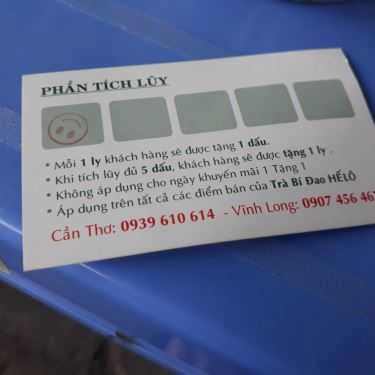 PHẦN TÍCH LŨY
* Mỗi 1 ly khách hàng sẽ được tặng 1 dấu.
* Khi tích lũy đủ 5 dấu, khách hàng sẽ được tặng 1 ly .
* Không áp dụng cho ngày khuyến mãi 1 Tặng 1
* Áp dụng trên tất cả các điểm bán của Trà Bí Đao HẾLÔ
Cần Thơ: 0939 610 614 - Vĩnh Long: 0907 456 467